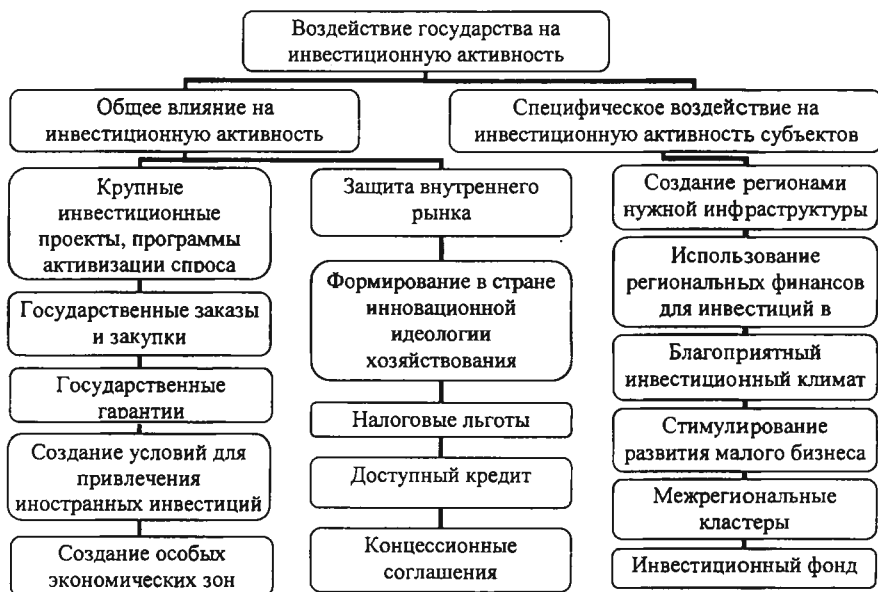 Воздействие государства на
инвестиционную активность
Общее влияние на
инвестиционную активность
Специфическое воздействие на
инвестиционную активность субъектов
Крупные
инвестиционные
проекты, программы
активизации спроса
Государственные заказы
и закупки
Государственные
гарантии
Создание условий для
привлечения
иностранных инвестиций
Создание особых
экономических зон
Защита внутреннего
рынка
Формирование в стране
инновационной
идеологии
хозяйствования
Налоговые льготы
Доступный кредит
Концессионные
соглашения
Создание регионами
нужной инфраструктуры
Использование
региональных финансов
для инвестиций в
Благоприятный
инвестиционный климат
Стимулирование
развития малого бизнеса
Межрегиональные
кластеры
Инвестиционный фонд